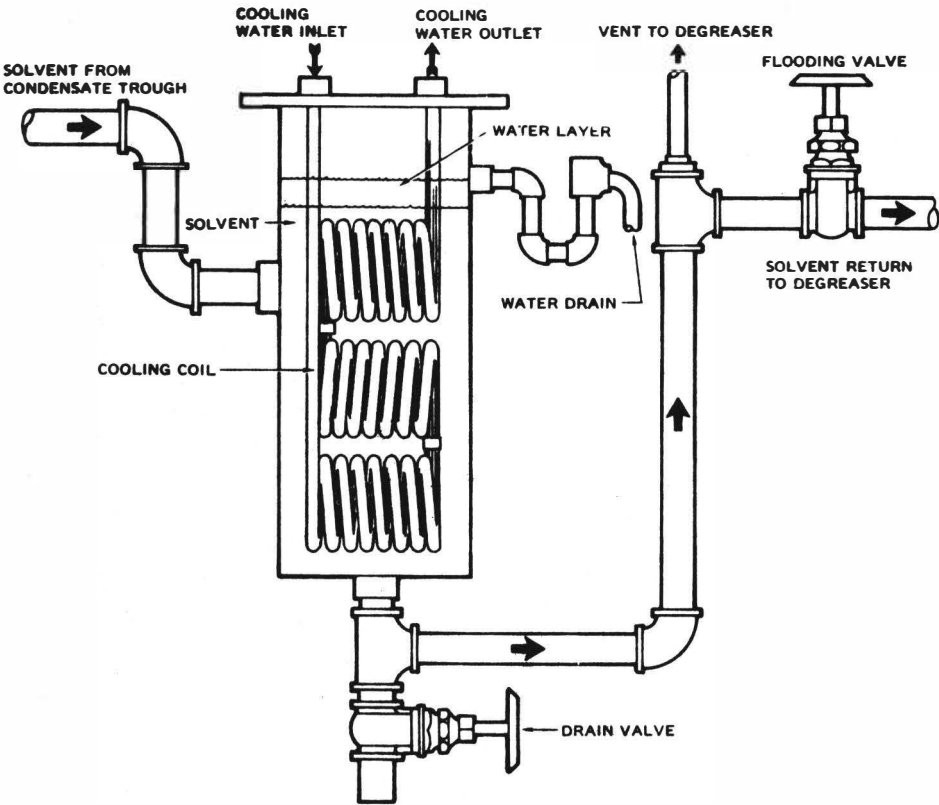 COOLING
WATER INLET
COOLING
WATER OUTLET
VENT TO DEGREASER
FLOODING VALVE
SOLVENT FROM
CONDENSATE TROUGH
WATER LAYER
SOLVENT
SOLVENT RETURN
TO DEGREASER
WATER DRAIN
COOLING COIL
DRAIN VALVE